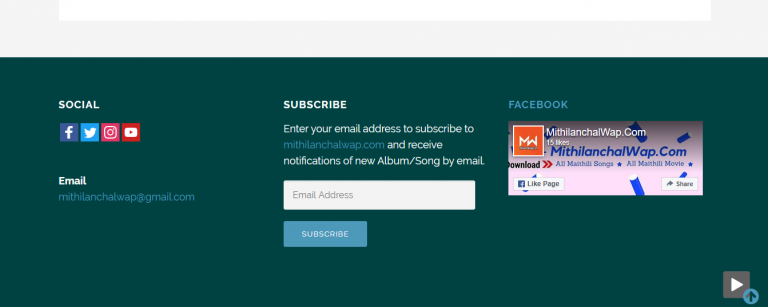 SOCIAL
Email
mithilanchalwap@gmail.com
SUBSCRIBE
Enter your email address to subscribe to
mithilanchalwap.com and receive
notifications of new Album/Song by email.
Email Address
SUBSCRIBE
FACEBOOK
MW
MithilanchalWap.Com
15 likes
MithilanchalWap.Com
Download >> All Maithili Songs ★ All Maithili Movie ★
Like Page
Share